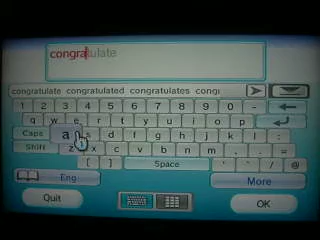 congratulate
congratulate congratulated congratulates congr
1 2 3 4 5 6 7 8 9 0 -
q w e r t y u i o p
Caps a s d f g h j k l : 
Shift z x c v b n m , . =
[ ] Space ' / @
Eng More
Quit OK